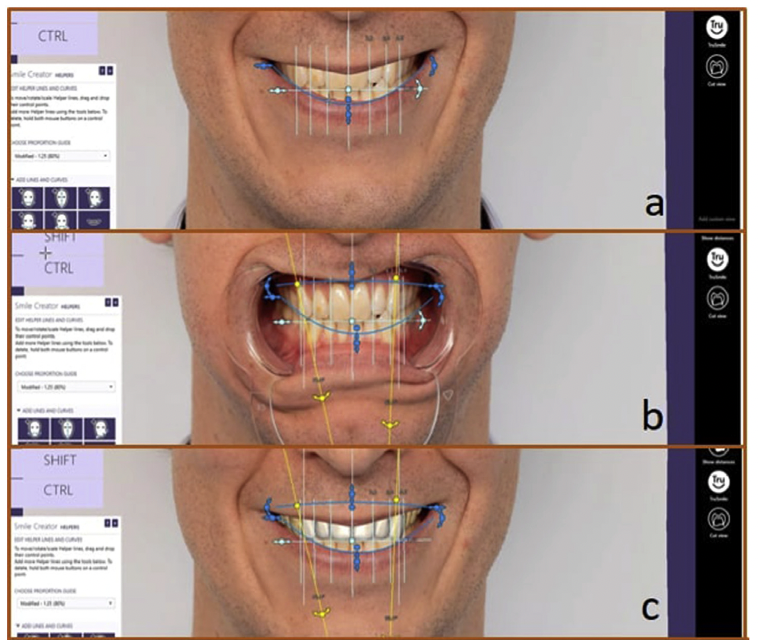 CTRL
Smile Creator HELPERS
EDIT HELPER LINES AND CURVES
To move/rotate/scale Helper lines, drag and drop
their control points.
Add more Helper lines using the tools below. To
delete, hold both mouse buttons on a control
point.
CHOOSE PROPORTION GUIDE
Modified - 1.25 (80%)
ADD LINES AND CURVES
Try
TruSmile
Cut view
Add custom view
a
SHIFT
CTRL
Smile Creator HELPERS
EDIT HELPER LINES AND CURVES
To move/rotate/scale Helper lines, drag and drop
their control points.
Add more Helper lines using the tools below. To
delete, hold both mouse buttons on a control
point.
CHOOSE PROPORTION GUIDE
Modified - 1.25 (80%)
ADD LINES AND CURVES
Show distances
Try
TruSmile
Cut view
b
SHIFT
CTRL
Smile Creator HELPERS
EDIT HELPER LINES AND CURVES
To move/rotate/scale Helper lines, drag and drop
their control points.
Add more Helper lines using the tools below. To
delete, hold both mouse buttons on a control
point.
CHOOSE PROPORTION GUIDE
Modified - 1.25 (80%)
ADD LINES AND CURVES
Show distances
Try
TruSmile
Cut view
c